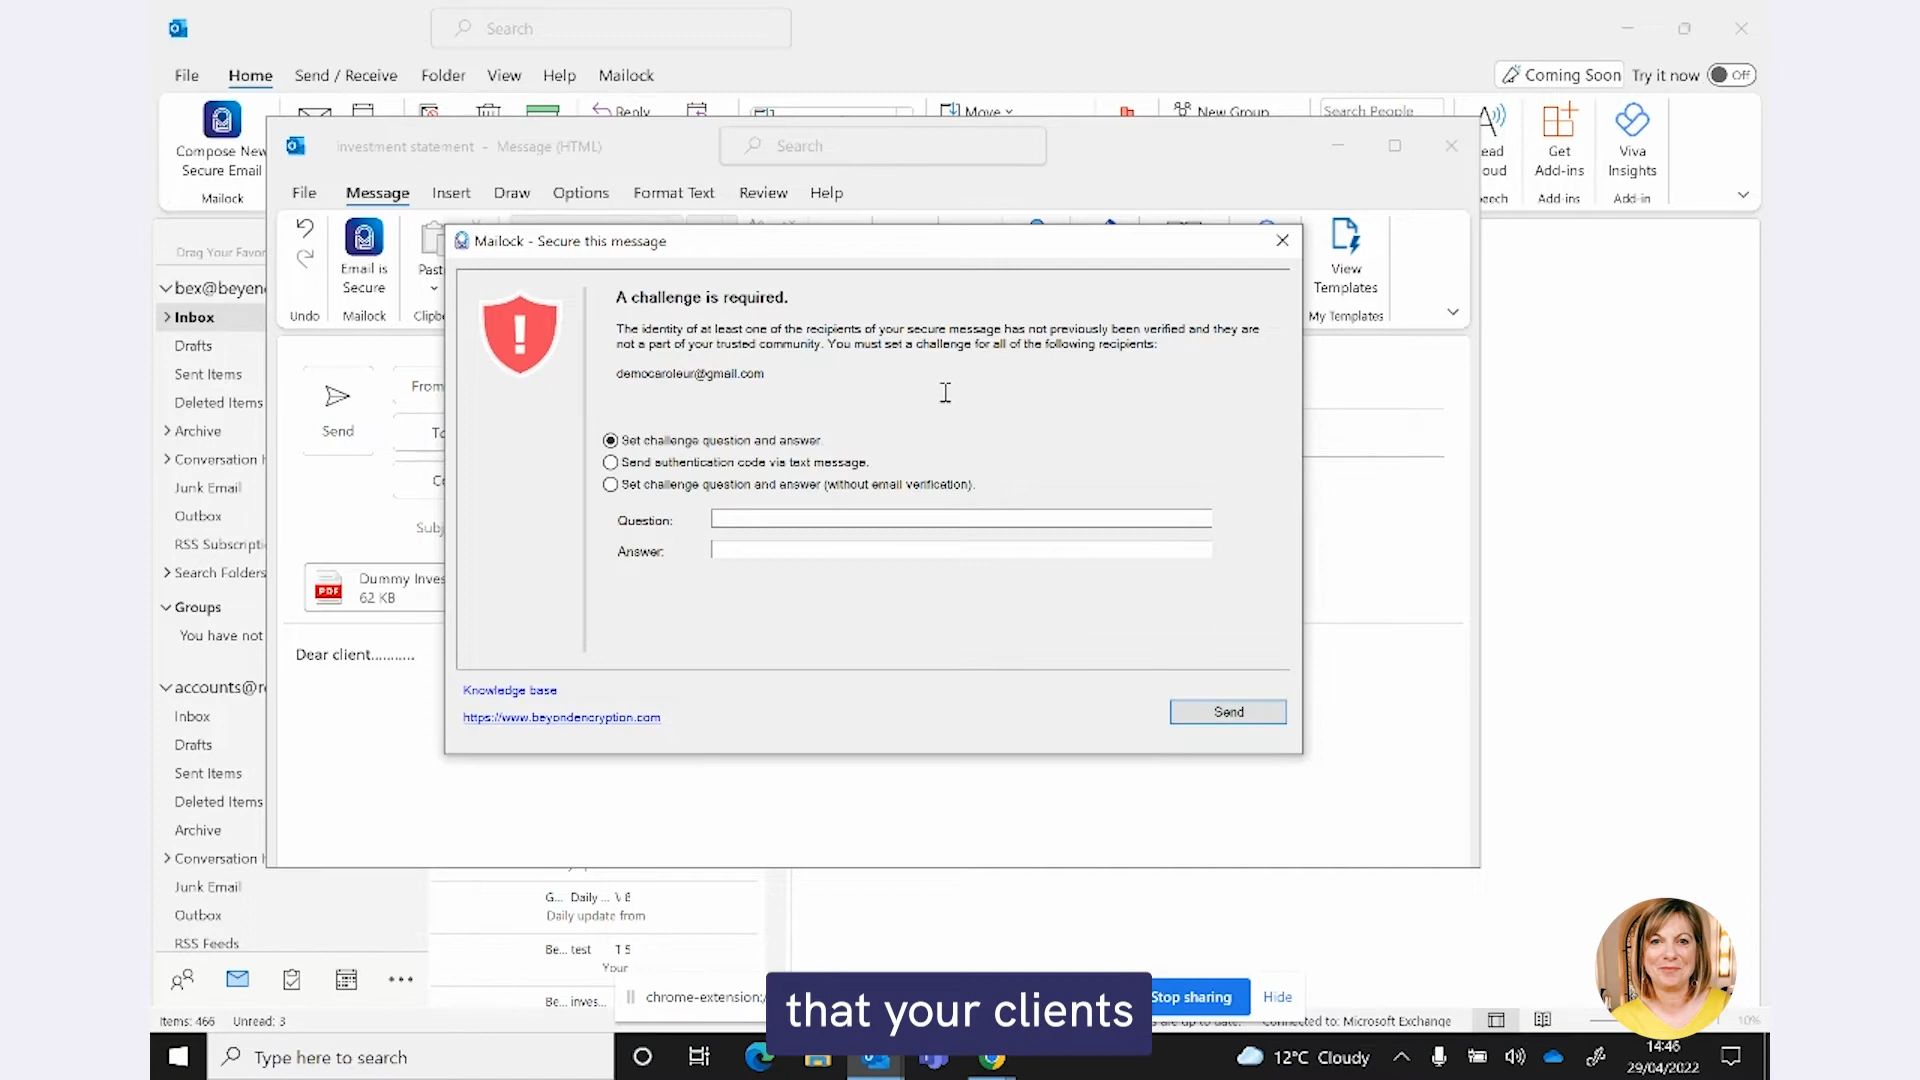 Search
File Home Send / Receive Folder View Help Mailock
Coming Soon Try it now Off
Reply Move New Group Search People
Compose New
Secure Email
Mailock
Get
Add-ins
Add-ins
Viva
Insights
Add-in
investment statement - Message (HTML)
Search
File Message Insert Draw Options Format Text Review Help
Undo
Email is
Secure
Mailock
View
Templates
My Templates
Mailock - Secure this message
A challenge is required.
The identity of at least one of the recipients of your secure message has not previously been verified and they are
not a part of your trusted community. You must set a challenge for all of the following recipients:
democaroleur@gmail.com
Set challenge question and answer.
Send authentication code via text message.
Set challenge question and answer (without email verification).
Question:
Answer:
Knowledge base
https://www.beyondencryption.com
Send
From
Send
PDF
Dummy Inves
62 KB
Dear client...........
Drag Your Favor
bex@beyen
Inbox
Drafts
Sent Items
Deleted Items
Archive
Conversation H
Junk Email
Outbox
RSS Subscripti
Search Folders
Groups
You have not
accounts@r
Inbox
Drafts
Sent Items
Deleted Items
Archive
Conversation H
Junk Email
Outbox
RSS Feeds
G... Daily ...
Daily update from
Be... test
Your
Be... inves...
chrome-extension:/
Stop sharing Hide
that your clients
Items: 466 Unread: 3
Connected to: Microsoft Exchange
10%
Type here to search
12°C Cloudy
14:46
29/04/2022